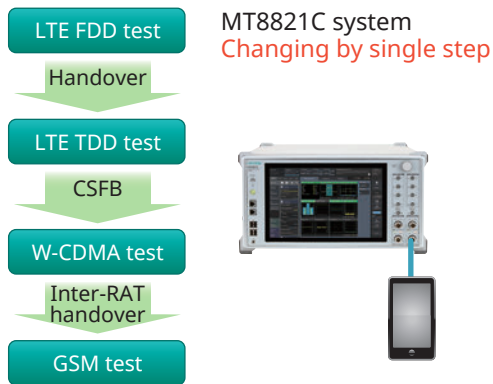 LTE FDD test
Handover
LTE TDD test
CSFB
W-CDMA test
Inter-RAT
handover
GSM test
MT8821C system
Changing by single step